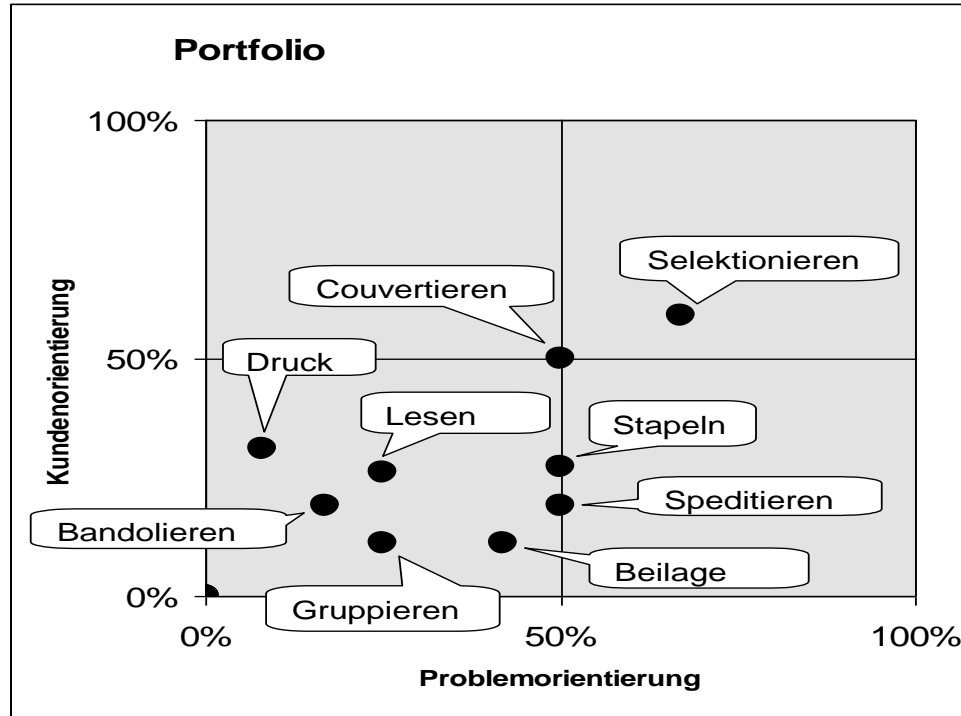 Portfolio
100%
Selektionieren
Couvertieren
50%
Druck
Lesen
Stapeln
Kundenorientierung
Speditieren
Bandolieren
Beilage
Gruppieren
0%
0%
50%
100%
Problemorientierung